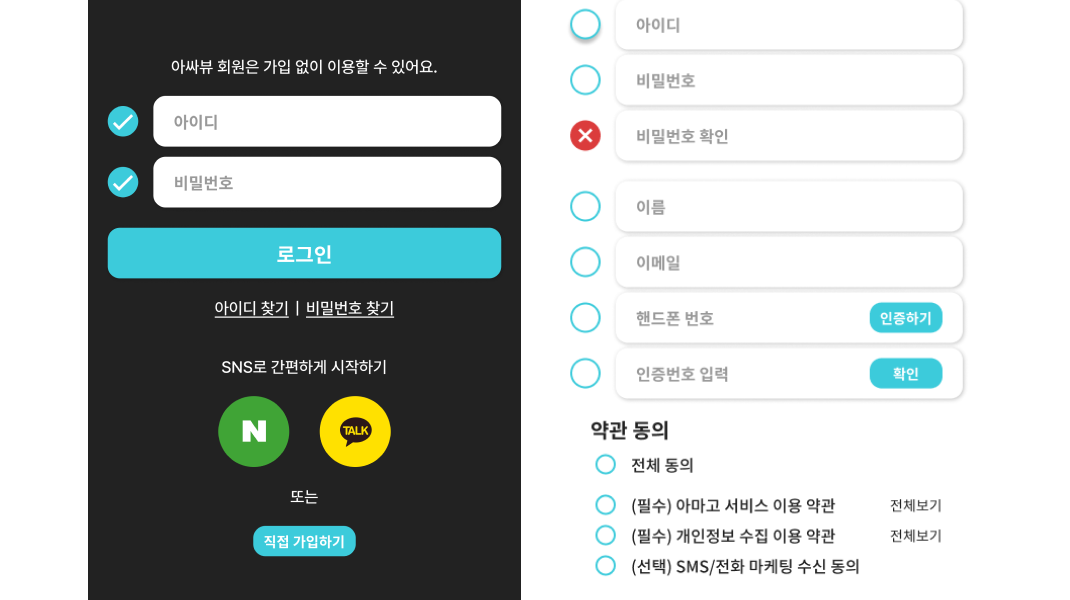 아싸뷰 회원은 가입 없이 이용할 수 있어요.
아이디
비밀번호
로그인
아이디 찾기 | 비밀번호 찾기
SNS로 간편하게 시작하기
N
TALK
또는
직접 가입하기
아이디
비밀번호
비밀번호 확인
이름
이메일
핸드폰 번호 인증하기
인증번호 입력 확인
약관 동의
전체 동의
(필수) 아마고 서비스 이용 약관 전체보기
(필수) 개인정보 수집 이용 약관 전체보기
(선택) SMS/전화 마케팅 수신 동의